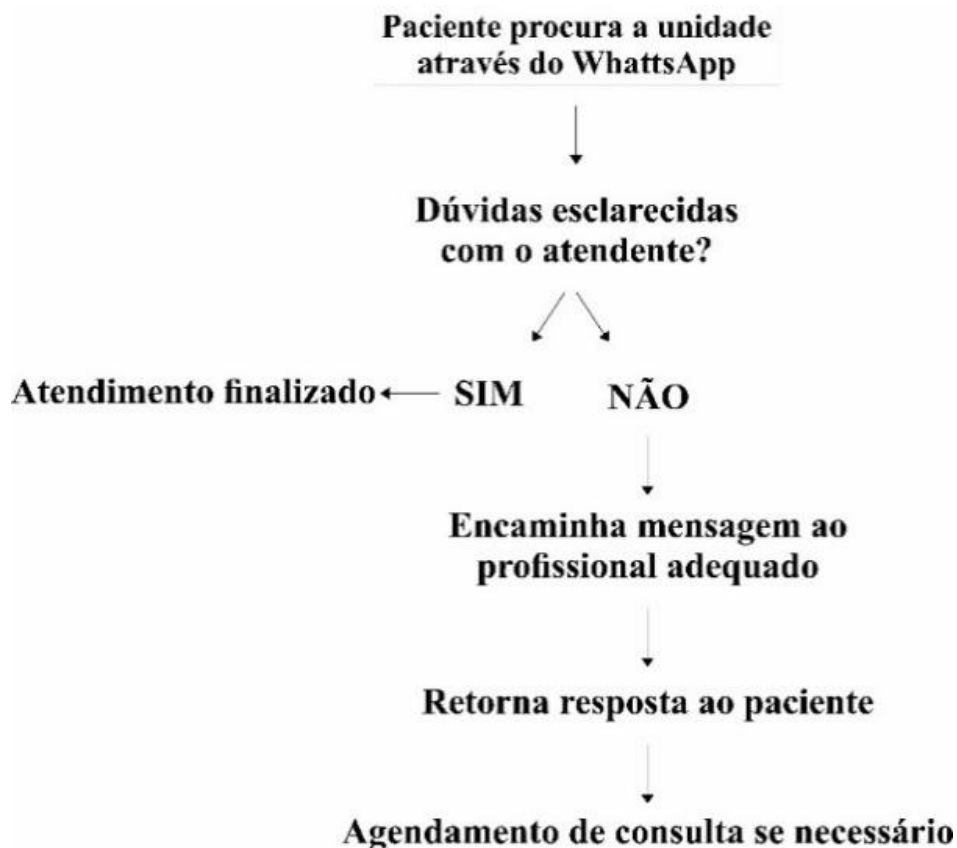 Paciente procura a unidade
através do WhattsApp
Dúvidas esclarecidas
com o atendente?
Atendimento finalizado
SIM
NÃO
Encaminha mensagem ao
profissional adequado
Retorna resposta ao paciente
Agendamento de consulta se necessário